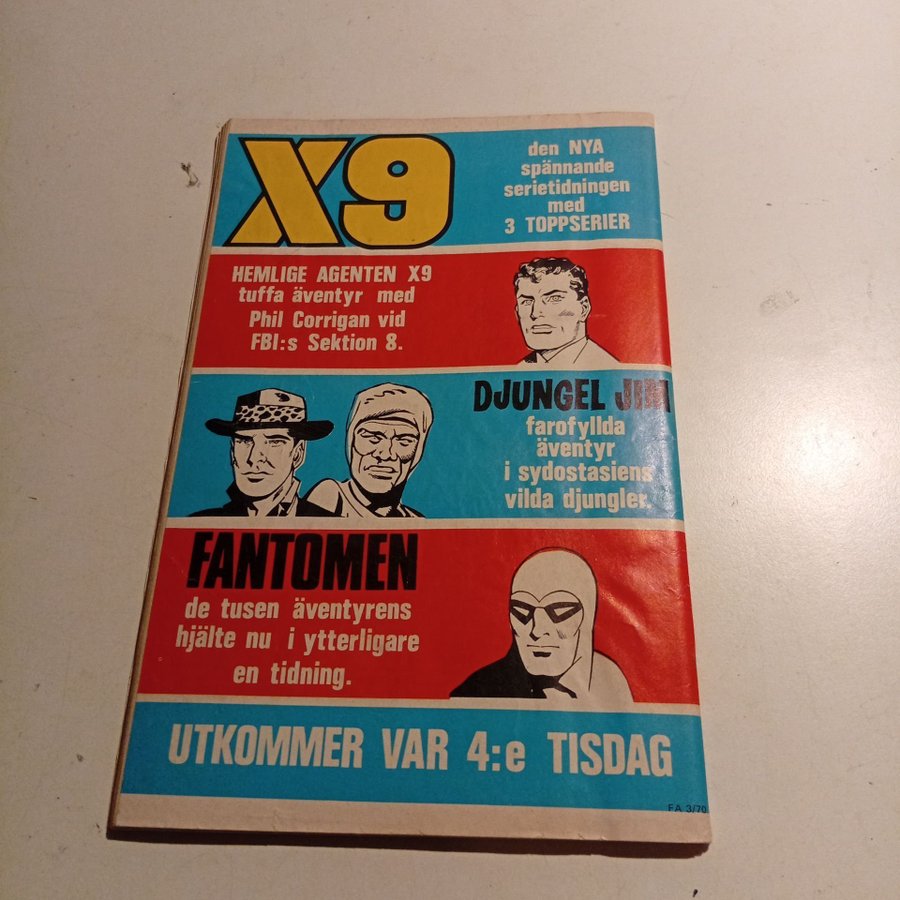 X9
den NYA
spännande
serietidningen
med
3 TOPPSERIER
HEMLIGE AGENTEN X9
tuffa äventyr med
Phil Corrigan vid
FBI:s Sektion 8.
DJUNGEL JIM
farofyllda
äventyr
i sydostasiens
vilda djungler.
FANTOMEN
de tusen äventyrens
hjälte nu i ytterligare
en tidning.
UTKOMMER VAR 4:e TISDAG
FA 3/70